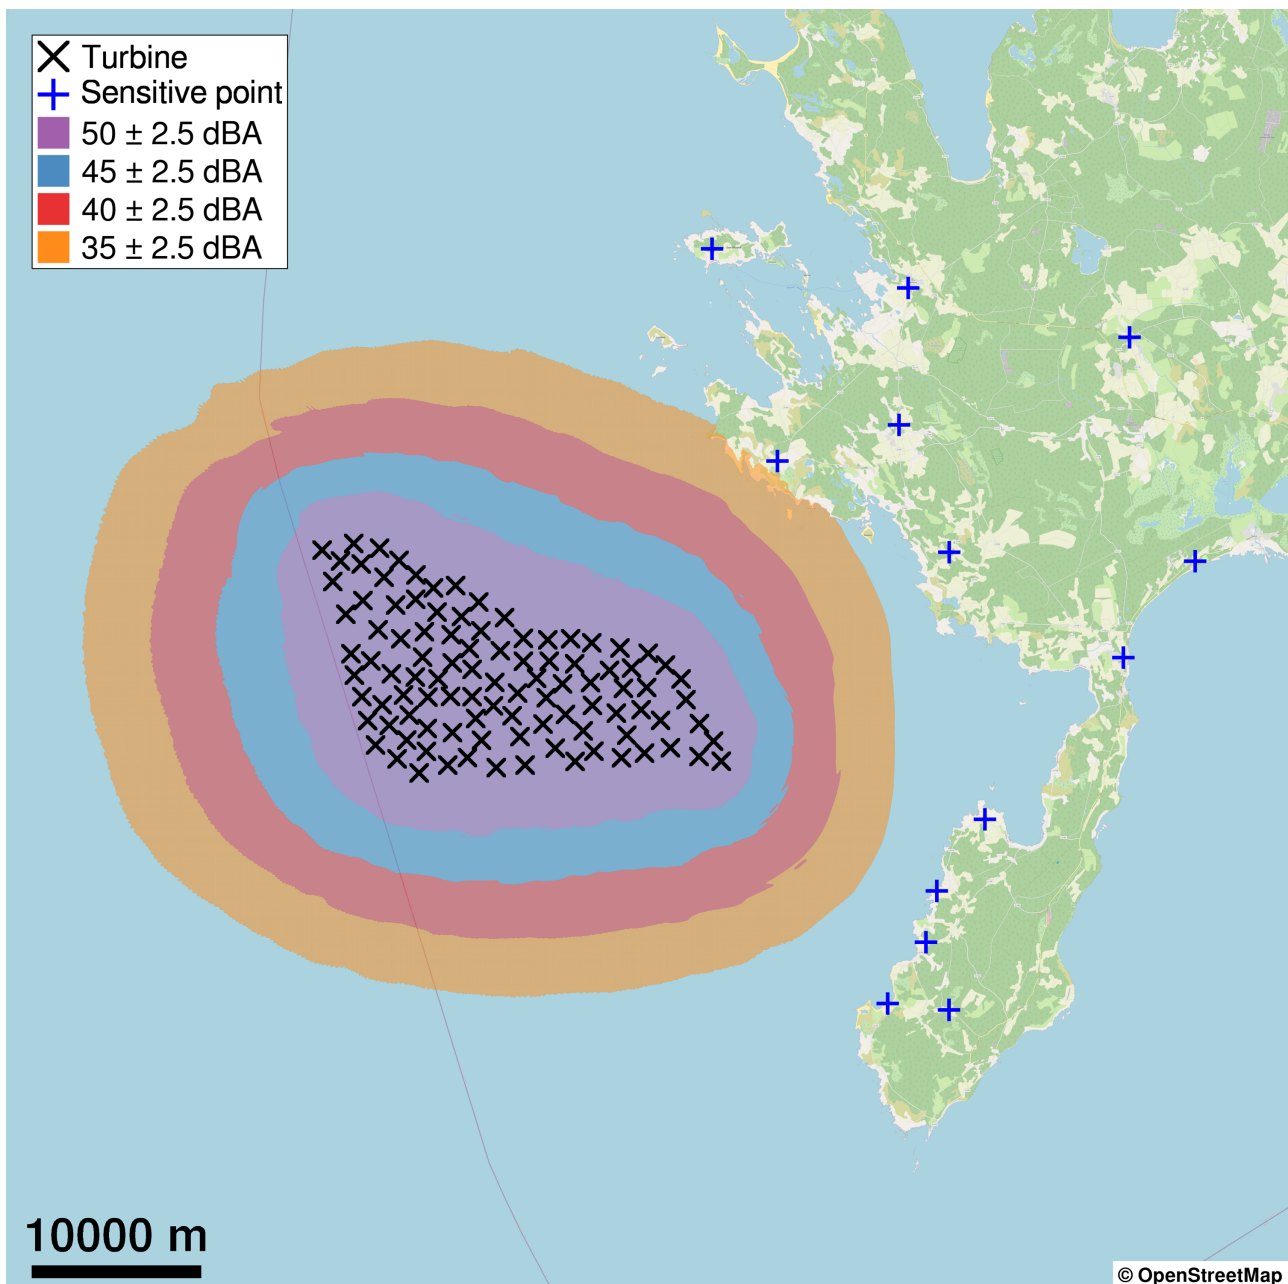 Turbine
Sensitive point
50 ± 2.5 dBA
45 ± 2.5 dBA
40 ± 2.5 dBA
35 ± 2.5 dBA
10000 m
© OpenStreetMap